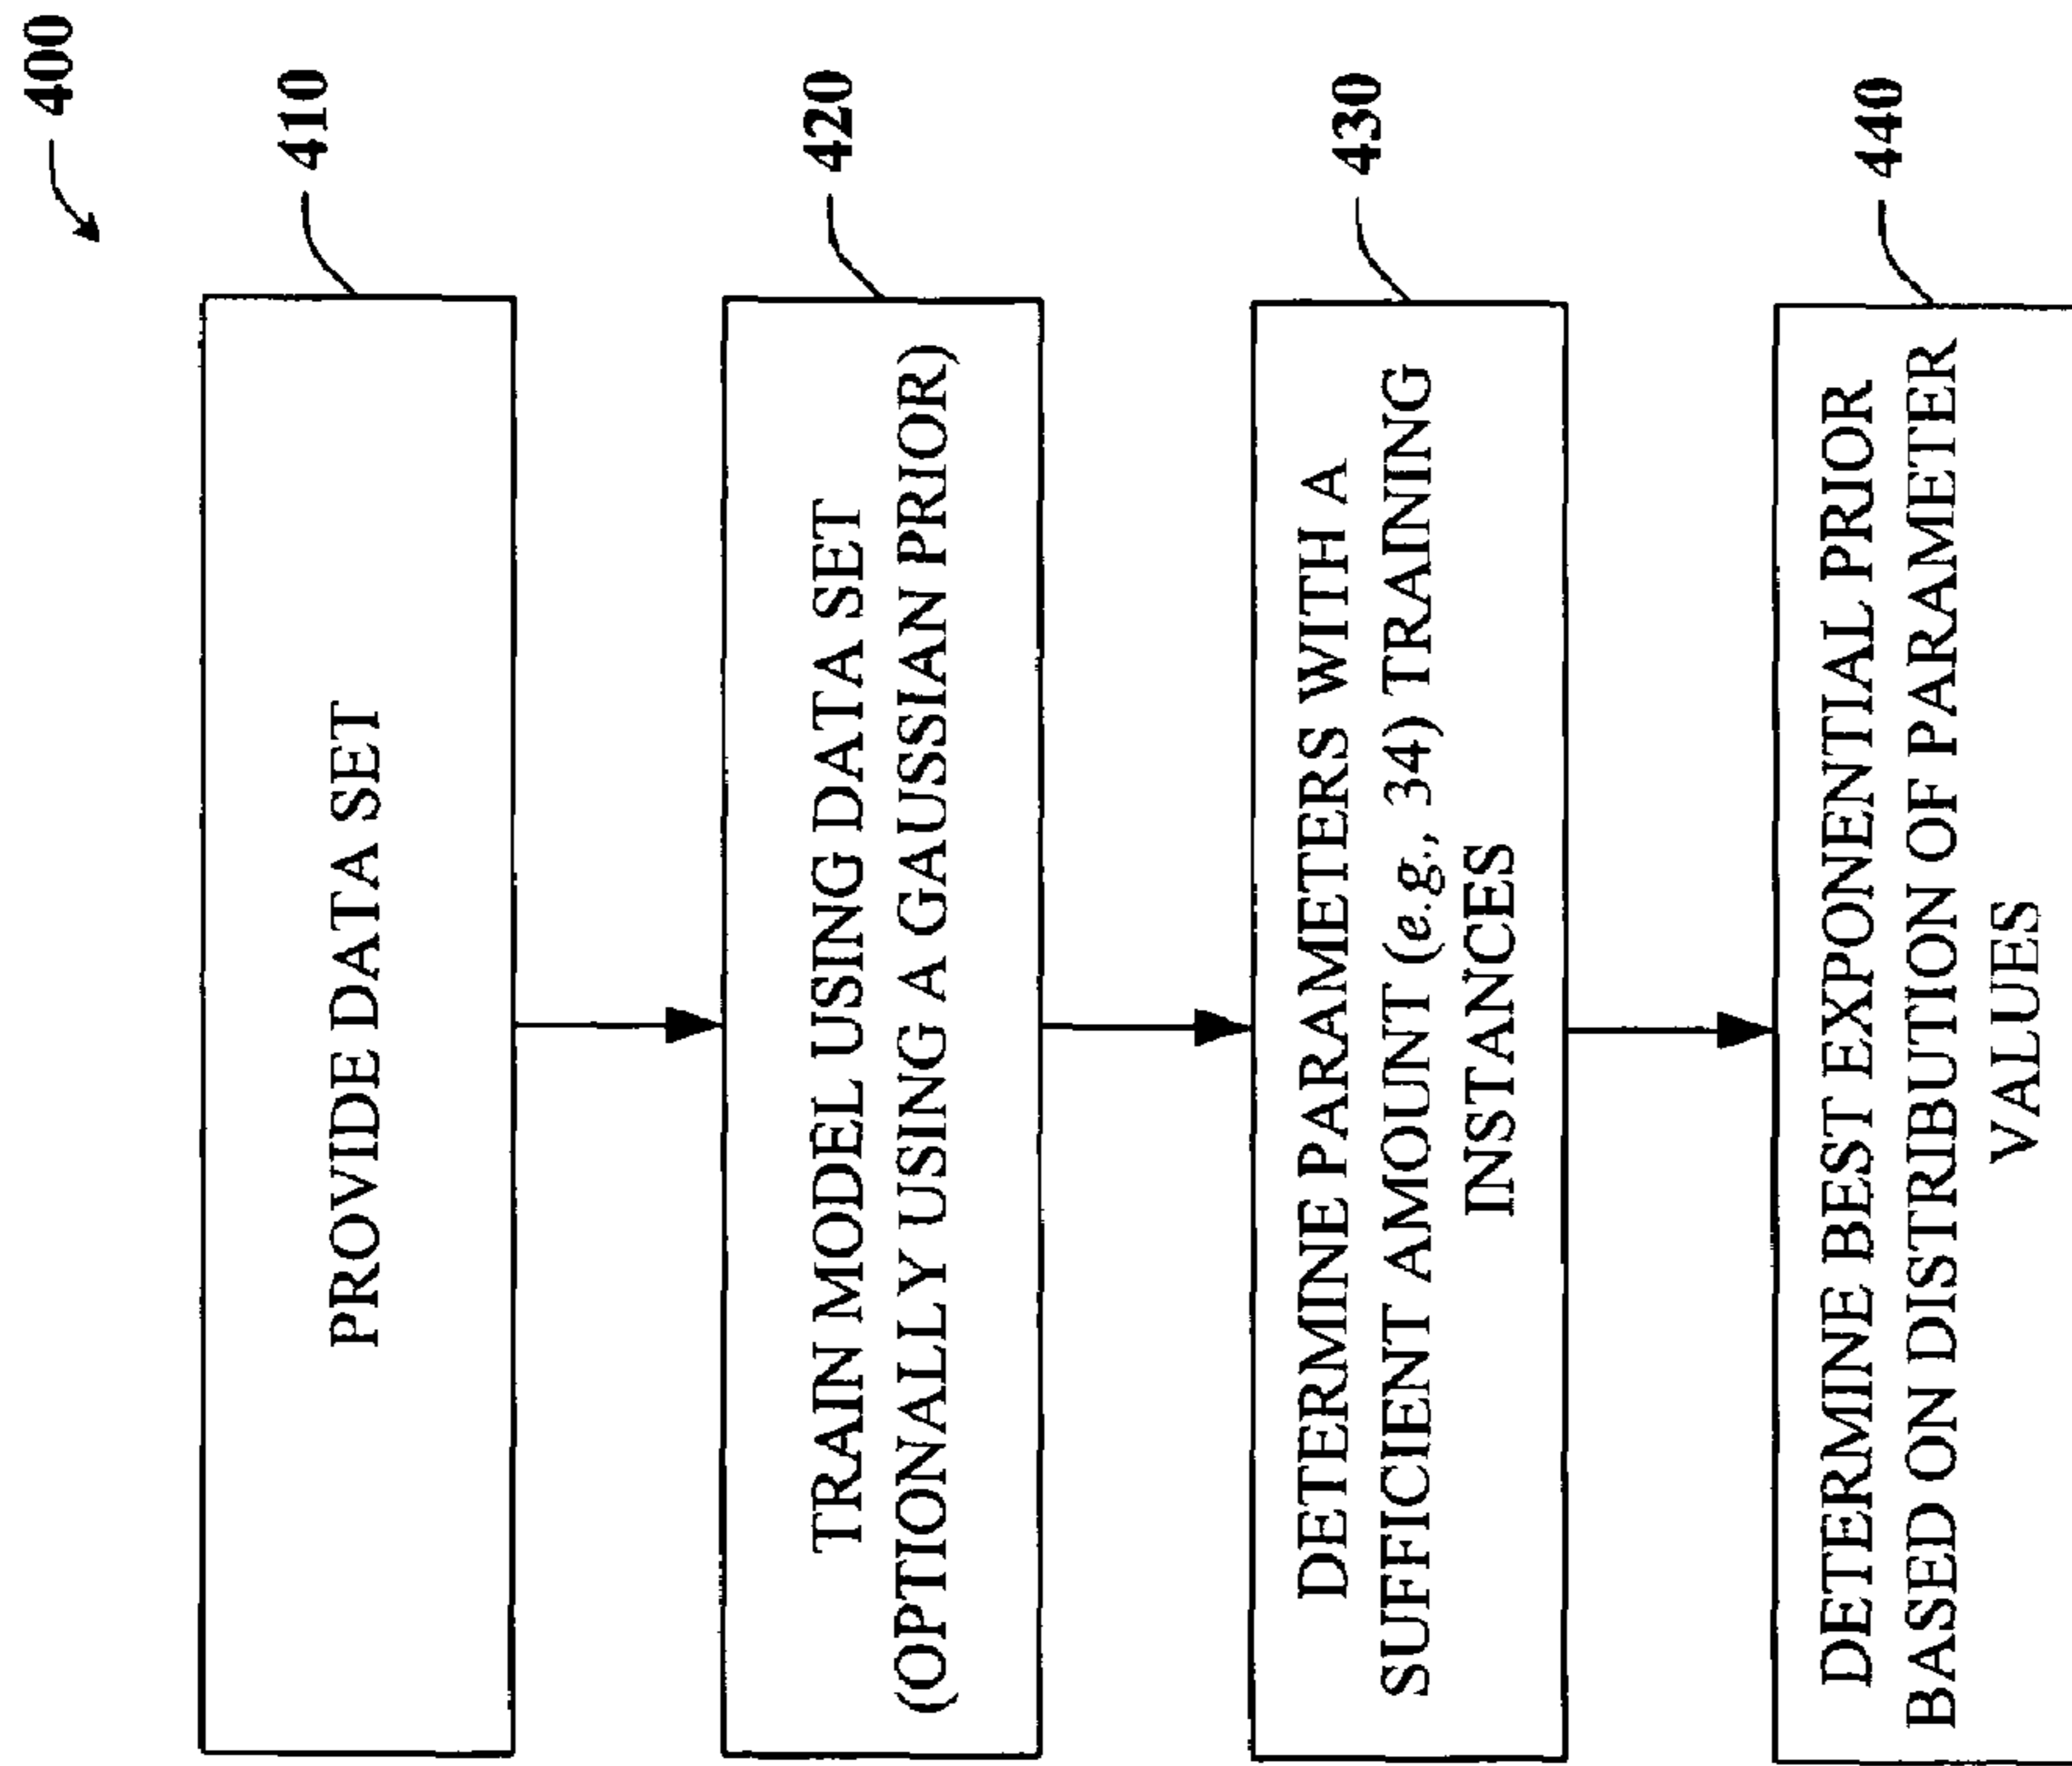 400
410
PROVIDE DATA SET
420
TRAIN MODEL USING DATA SET
(OPTIONALLY USING A GAUSSIAN PRIOR)
430
DETERMINE PARAMETERS WITH A
SUFFICIENT AMOUNT (e.g., 34) TRAINING
INSTANCES
440
DETERMINE BEST EXPONENTIAL PRIOR
BASED ON DISTRIBUTION OF PARAMETER
VALUES